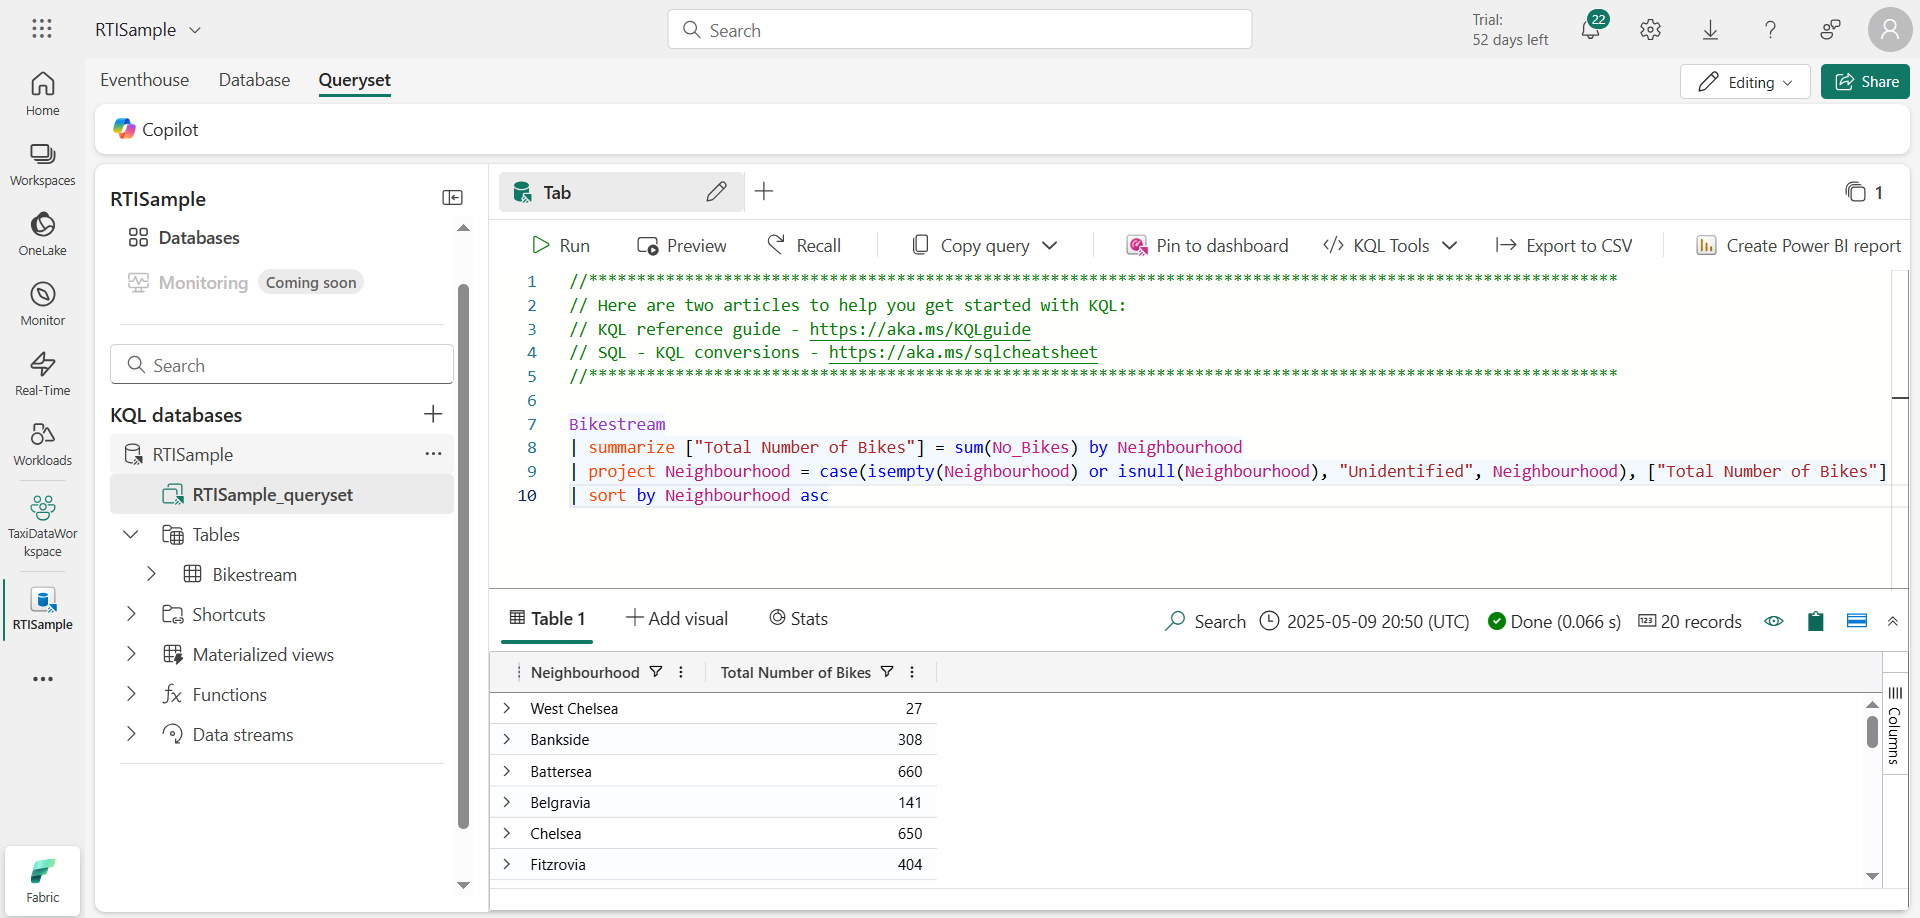 RTISample
Search
Trial:
52 days left
22
Home
Workspaces
OneLake
Monitor
Real-Time
Workloads
TaxiDataWor
kspace
RTISample
Fabric
Eventhouse Database Queryset
Editing
Share
Copilot
RTISample
Databases
Monitoring Coming soon
Search
KQL databases
RTISample
RTISample_queryset
Tables
Bikestream
Shortcuts
Materialized views
Functions
Data streams
Tab
1
Run Preview Recall Copy query Pin to dashboard KQL Tools Export to CSV Create Power BI report
1 //***********************************************************************************************************
2 // Here are two articles to help you get started with KQL:
3 // KQL reference guide - https://aka.ms/KQLguide
4 // SQL - KQL conversions - https://aka.ms/sqlcheatsheet
5 //***********************************************************************************************************
6
7 Bikestream
8 | summarize ["Total Number of Bikes"] = sum(No_Bikes) by Neighbourhood
9 | project Neighbourhood = case(isempty(Neighbourhood) or isnull(Neighbourhood), "Unidentified", Neighbourhood), ["Total Number of Bikes"]
10 | sort by Neighbourhood asc
Table 1 Add visual Stats Search 2025-05-09 20:50 (UTC) Done (0.066 s) 20 records
Neighbourhood Total Number of Bikes
West Chelsea 27
Bankside 308
Battersea 660
Belgravia 141
Chelsea 650
Fitzrovia 404
Columns